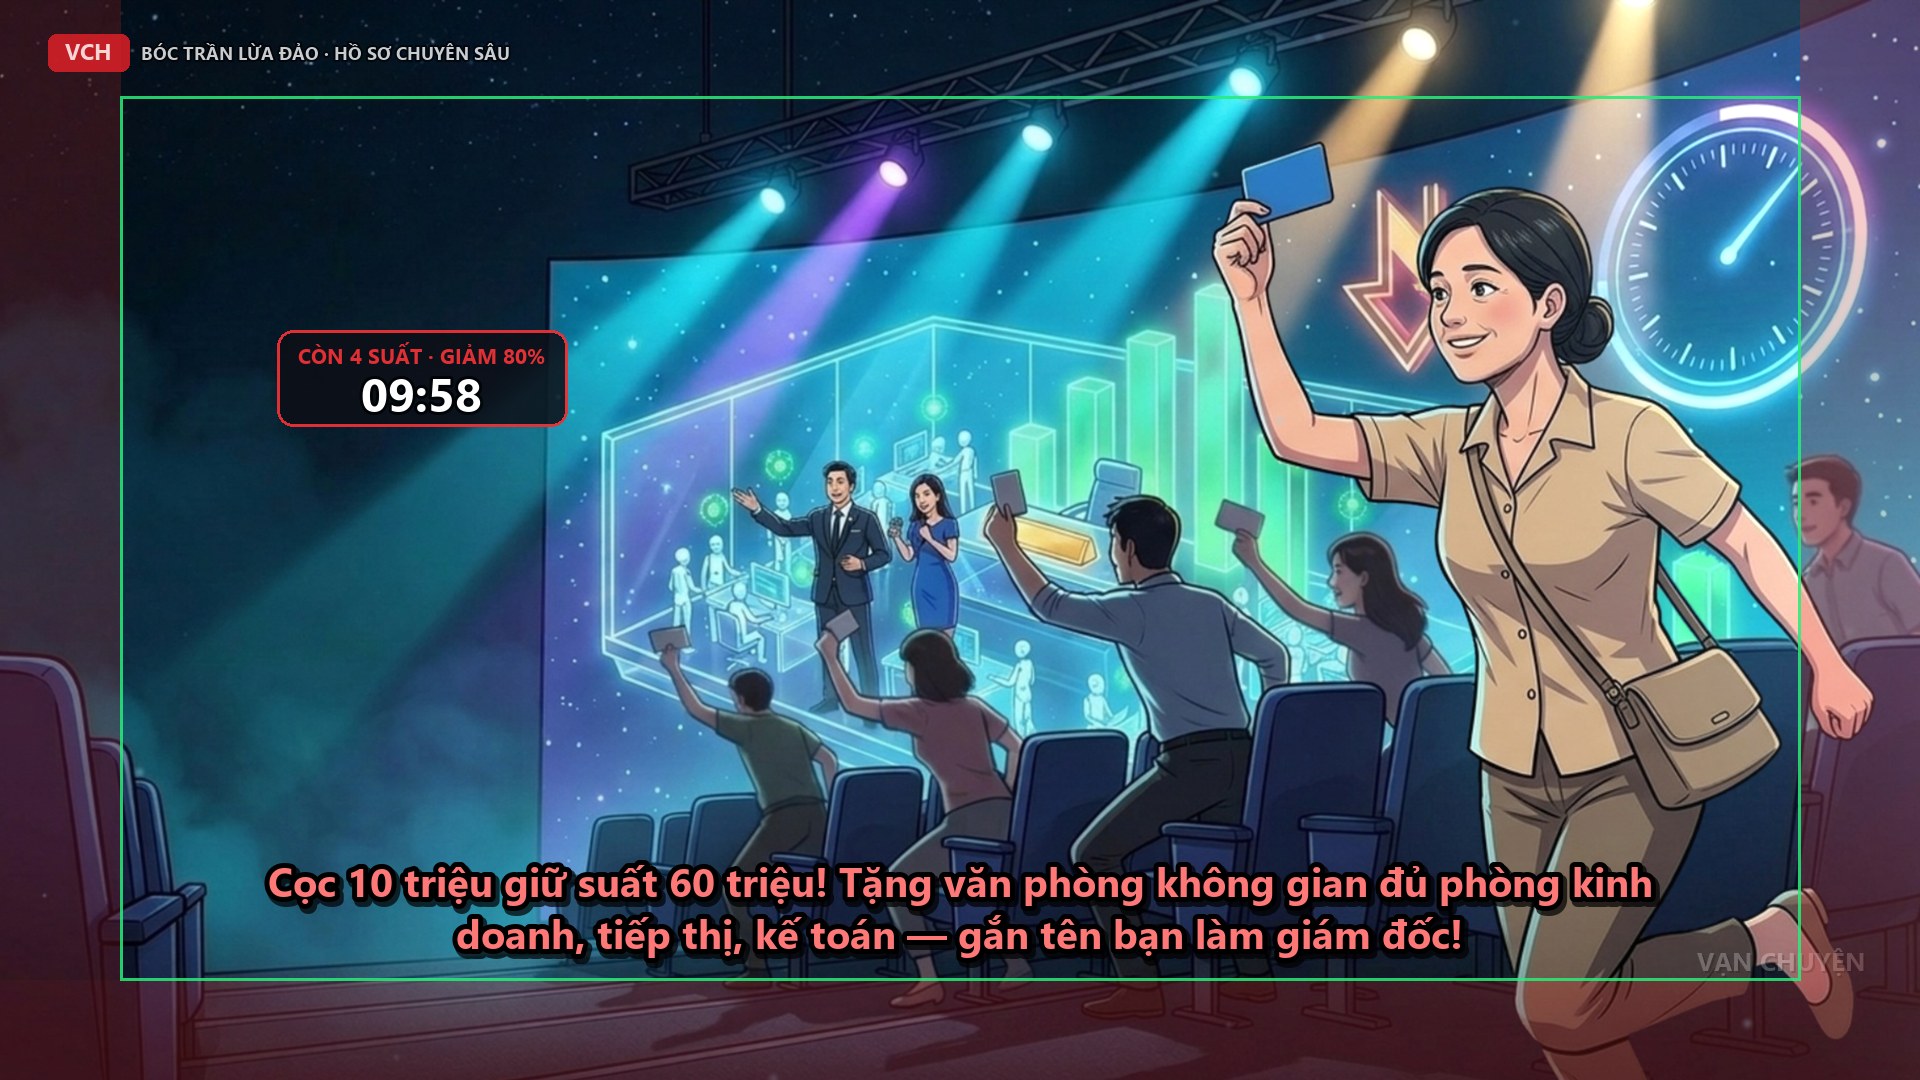 VCH BÓC TRẦN LỪA ĐẢO · HỒ SƠ CHUYÊN SÂU
CÒN 4 SUẤT · GIẢM 80%
09:58
Cọc 10 triệu giữ suất 60 triệu! Tặng văn phòng không gian đủ phòng kinh
doanh, tiếp thị, kế toán — gắn tên bạn làm giám đốc!
VẠN CHUYỆN